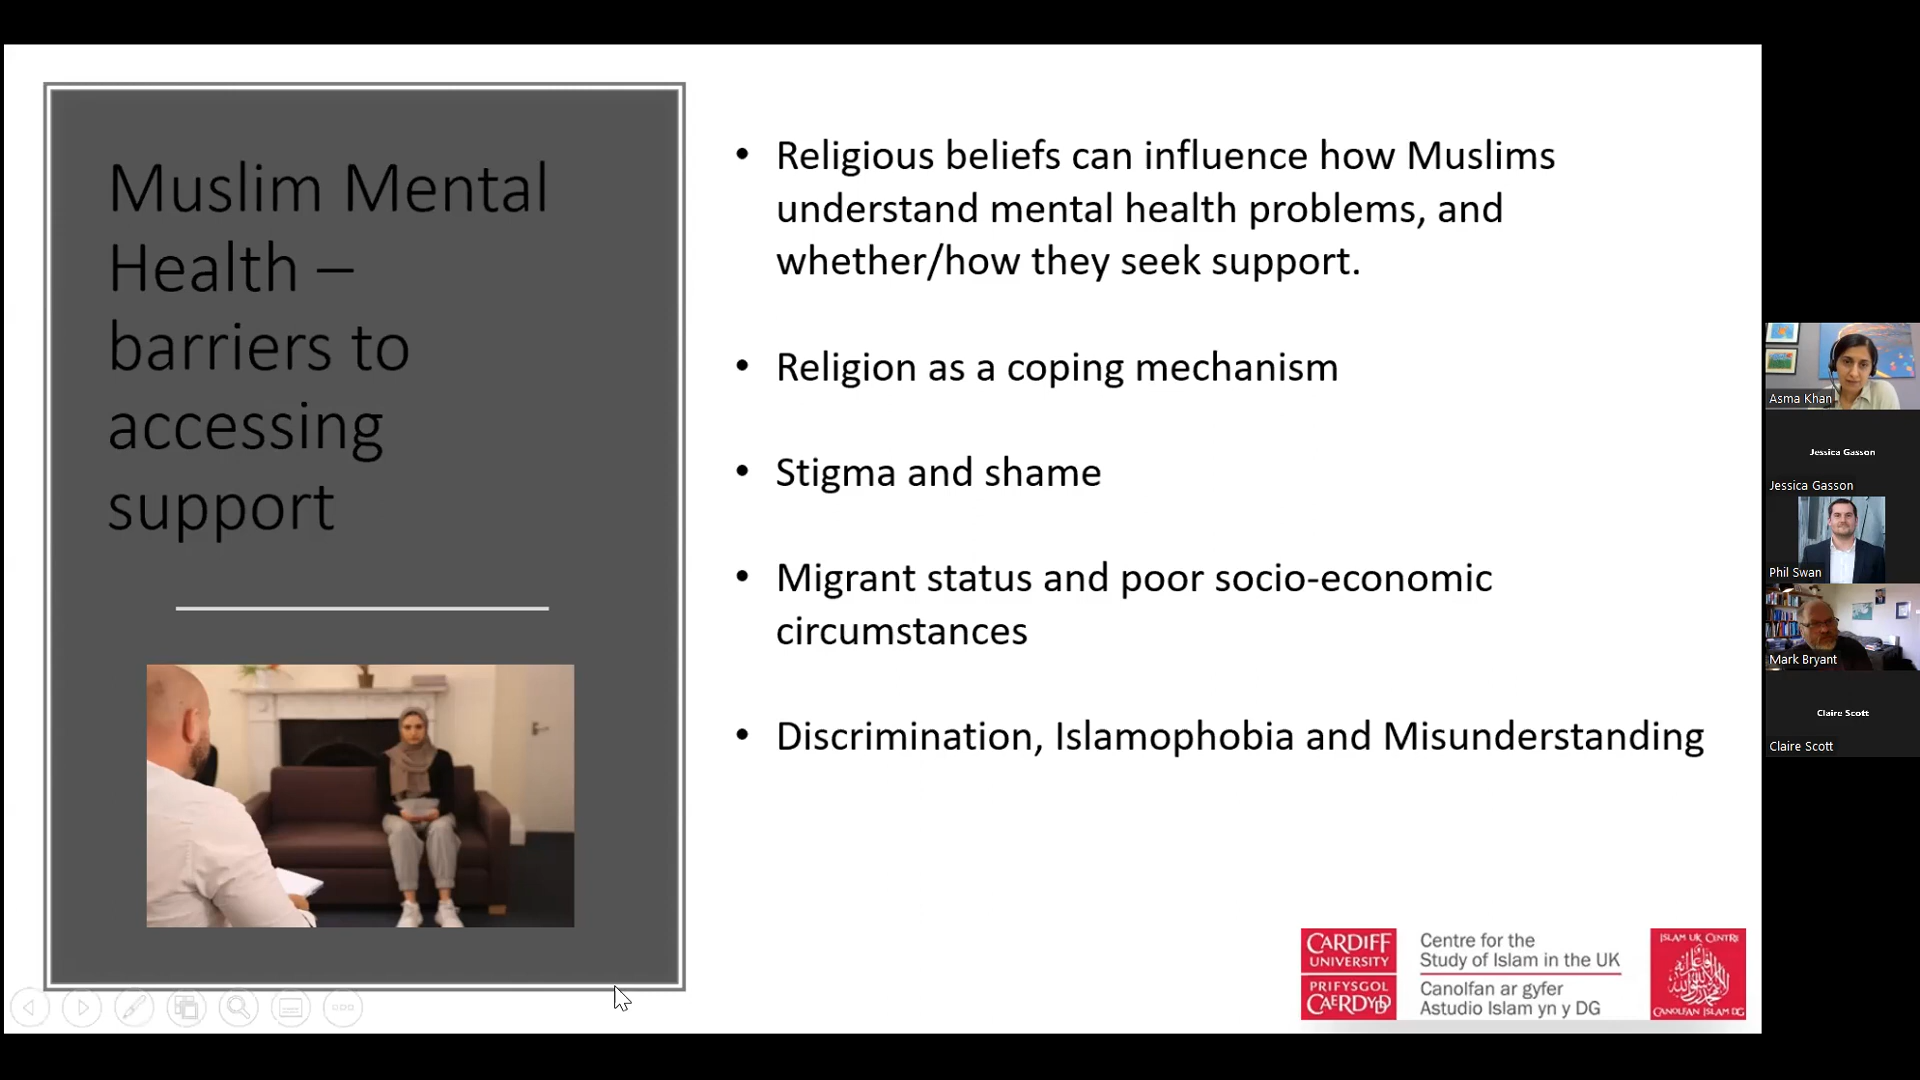 Muslim Mental
Health –
barriers to
accessing
support
• Religious beliefs can influence how Muslims
understand mental health problems, and
whether/how they seek support.
• Religion as a coping mechanism
• Stigma and shame
• Migrant status and poor socio-economic
circumstances
• Discrimination, Islamophobia and Misunderstanding
CARDIFF
UNIVERSITY
PRIFYSGOL
CAERDYDD
Centre for the
Study of Islam in the UK
Canolfan ar gyfer
Astudio Islam yn y DG
ISLAM UK CENTRE
CANOLFAN ISLAM DG
Asma Khan
Jessica Gasson
Jessica Gasson
Phil Swan
Mark Bryant
Claire Scott
Claire Scott